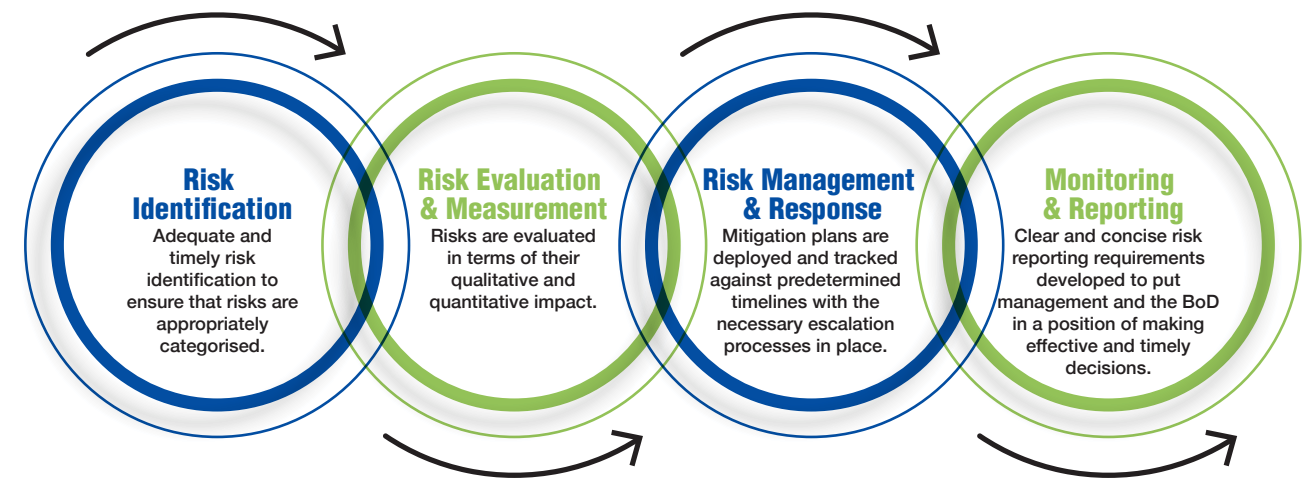 Risk
Identification
Adequate and
timely risk
identification to
ensure that risks are
appropriately
categorised.
Risk Evaluation
& Measurement
Risks are evaluated
in terms of their
qualitative and
quantitative impact.
Risk Management
& Response
Mitigation plans are
deployed and tracked
against predetermined
timelines with the
necessary escalation
processes in place.
Monitoring
& Reporting
Clear and concise risk
reporting requirements
developed to put
management and the BoD
in a position of making
effective and timely
decisions.